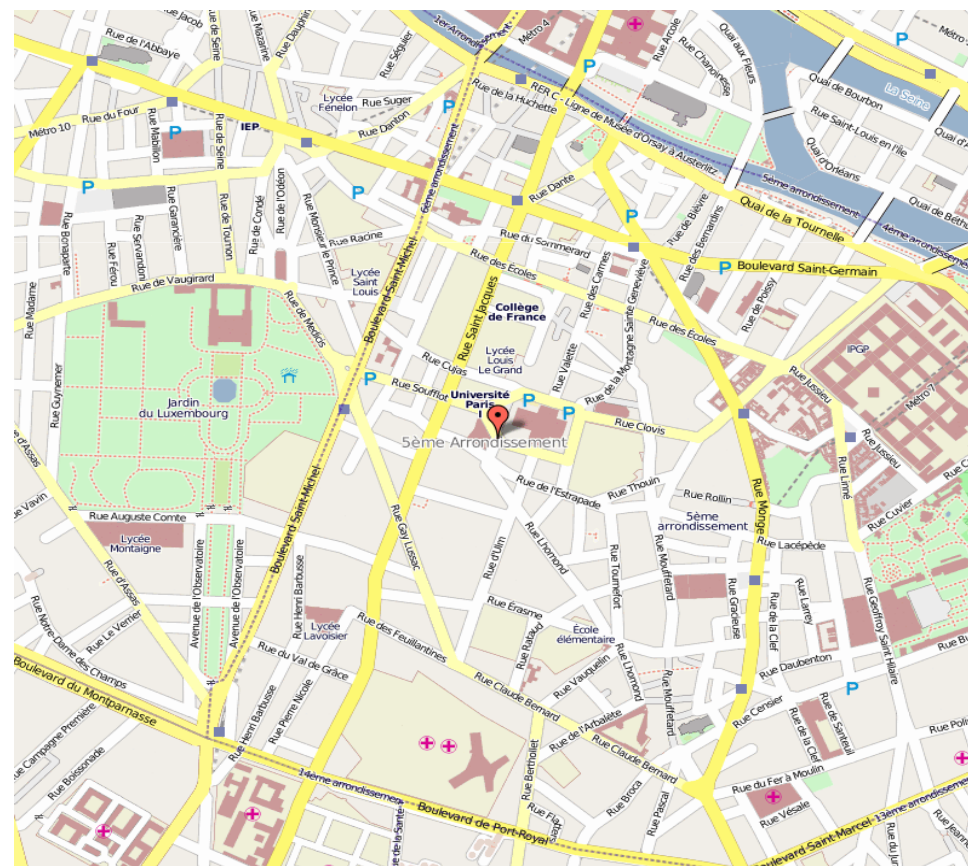 Rue Jacob
Rue de l'Abbaye
Rue de Seine
Rue Mazarine
Rue Dauphine
Rue Séguier
1er Arrondissement
Métro 4
Rue d'Arcole
Rue Chanoinesse
Quai aux Fleurs
Quai de Bourbon
La Seine
Rue Saint-Louis en l'Île
Quai d'Orléans
Quai de Béthu
Métro 10
Rue du Four
Rue Mabillon
Rue de Seine
IEP
Lycée
Fénelon
Rue Suger
Rue Danton
Rue de la Huchette
RER C - Ligne de Musée d'Orsay à Austerlitz
5ème arrondissement
4ème arrondissement
6ème arrondissement
Quai de la Tournelle
Rue Dante
Rue de Bièvre
Rue des Bernardins
Boulevard Saint-Germain
Rue de Poissy
Rue Bonaparte
Rue Férou
Rue Servandoni
Rue Garancière
Rue de Tournon
Rue de Condé
Rue de l'Odéon
Rue Monsieur le Prince
Rue Racine
Rue du Sommerard
Rue des Écoles
Rue des Carmes
Rue de la Montagne Sainte Geneviève
Rue de Vaugirard
Rue Madame
Rue Guynemer
Rue de Medicis
Lycée
Saint
Louis
Boulevard Saint-Michel
Rue Saint Jacques
Collège
de France
Lycée
Louis
Le Grand
Rue Valette
Rue des Écoles
IPGP
Rue Jussieu
Métro 7
Rue Cujas
Rue Soufflot
Université
Paris
5ème Arrondissement
Rue Clovis
Jardin
du Luxembourg
Rue d'Assas
Rue Vavin
Rue Auguste Comte
Lycée
Montaigne
Boulevard Saint-Michel
Rue Gay Lussac
Rue de l'Estrapade
Rue Thouin
Rue Rollin
5ème
arrondissement
Rue Monge
Rue Linné
Rue Jussieu
Rue Cuvier
Rue Lacépède
Rue d'Ulm
Rue Lhomond
Rue Tournefort
Rue Mouffetard
Rue Gracieuse
Rue de la Clef
Rue Larrey
Rue Geoffroy Saint Hilaire
Avenue de l'Observatoire
Avenue de l'Observatoire
Rue Henri Barbusse
Lycée
Lavoisier
Rue d'Assas
Rue Le Verrier
Rue Notre-Dame des Champs
Rue du Val de Grâce
Rue des Feuillantines
Rue Érasme
Rue Rataud
École
élémentaire
Rue Vauquelin
Rue Lhomond
Rue Mouffetard
Rue Daubenton
Rue Censier
Boulevard du Montparnasse
Rue Campagne Première
Rue Boissonade
Rue Henri Barbusse
Rue Pierre Nicole
Rue Claude Bernard
Rue de l'Arbalète
Rue Claude Bernard
Rue Berthollet
Rue Broca
Rue Pascal
Rue de la Clef
Rue de Santeuil
Rue du Fer à Moulin
Rue Vésale
14ème arrondissement
Boulevard de Port-Royal
Boulevard Saint-Marcel
13ème arrondissement